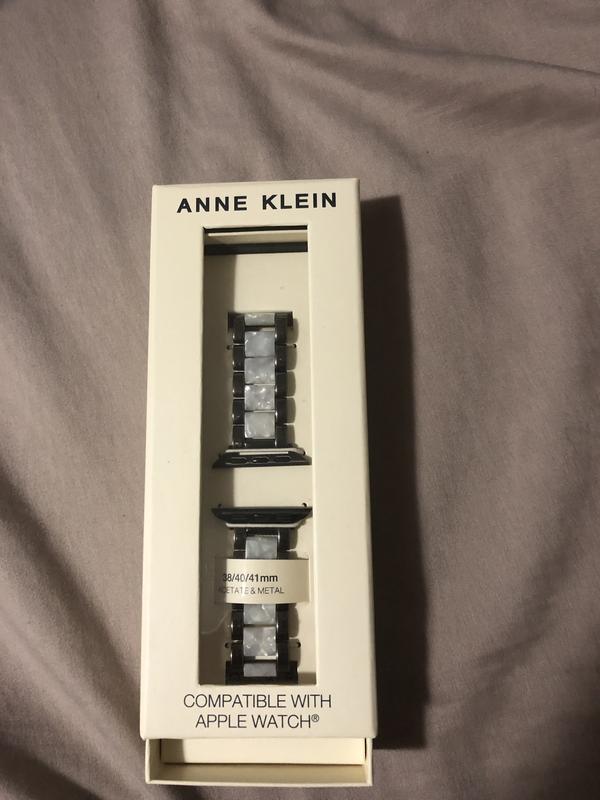 ANNE KLEIN
38/40/41mm
ACETATE & METAL
COMPATIBLE WITH
APPLE WATCH®